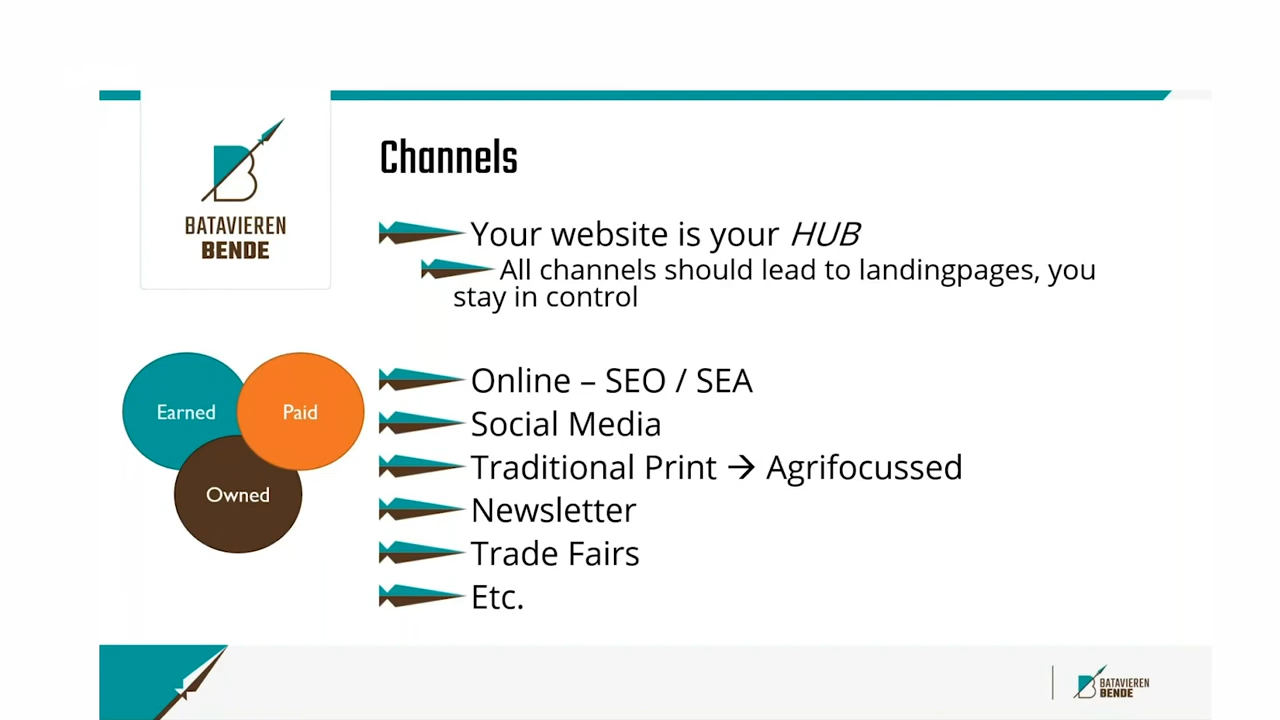 BATAVIEREN
BENDE
Channels
Your website is your HUB
All channels should lead to landingpages, you
stay in control
Earned
Paid
Owned
Online – SEO / SEA
Social Media
Traditional Print → Agrifocussed
Newsletter
Trade Fairs
Etc.
BATAVIEREN
BENDE